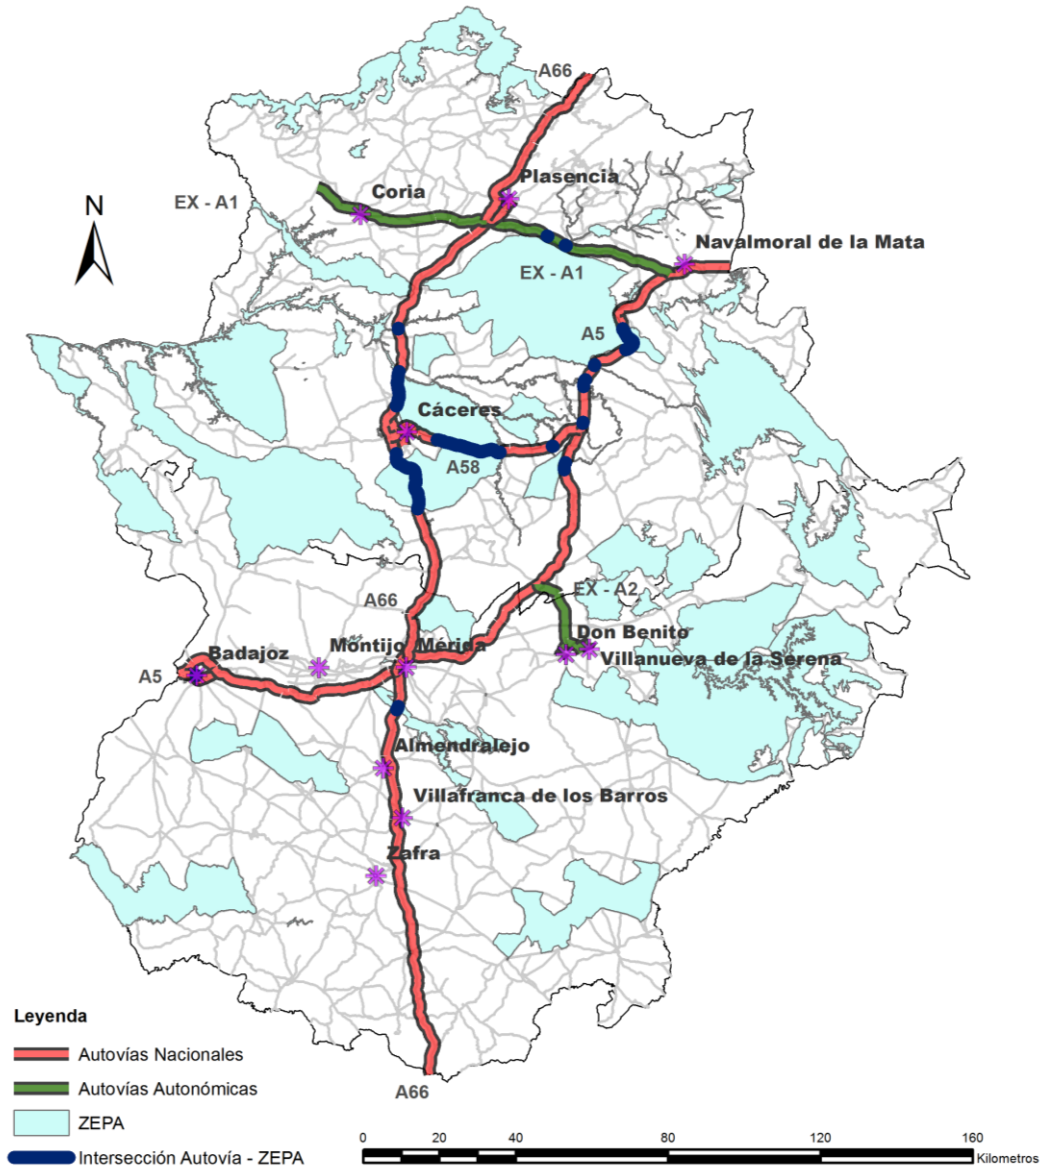 A66
Plasencia
Coria
EX - A1
N
Navalmoral de la Mata
EX - A1
A5
Cáceres
A58
A66
EX - A2
Don Benito
Montijo
Mérida
Badajoz
Villanueva de la Serena
A5
Almendralejo
Villafranca de los Barros
Zafra
Leyenda
Autovías Nacionales
Autovías Autonómicas
A66
ZEPA
Intersección Autovía - ZEPA
0 20 40 80 120 160
Kilometros